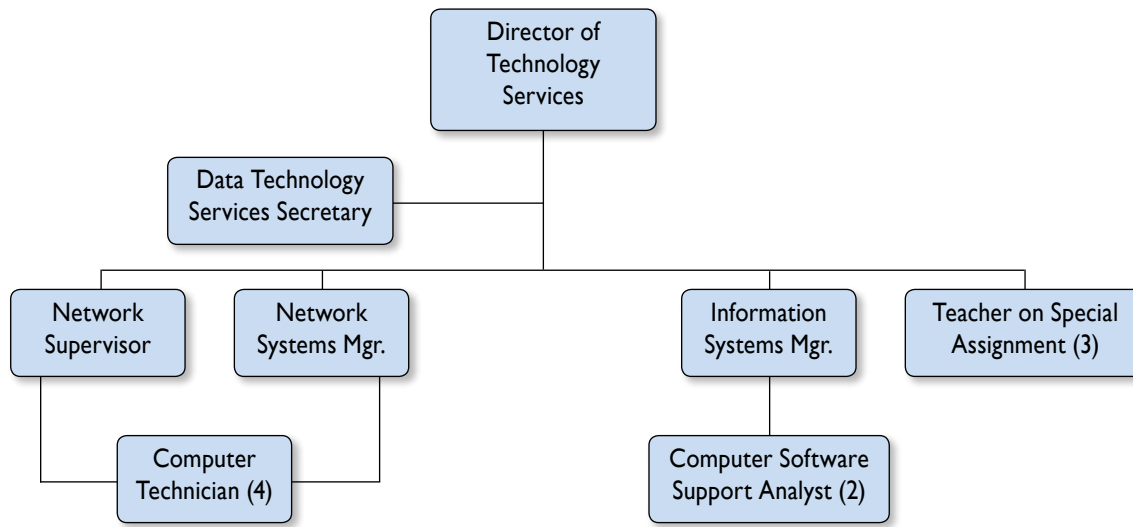 Director of
Technology
Services
Data Technology
Services Secretary
Network
Supervisor
Network
Systems Mgr.
Information
Systems Mgr.
Teacher on Special
Assignment (3)
Computer
Technician (4)
Computer Software
Support Analyst (2)